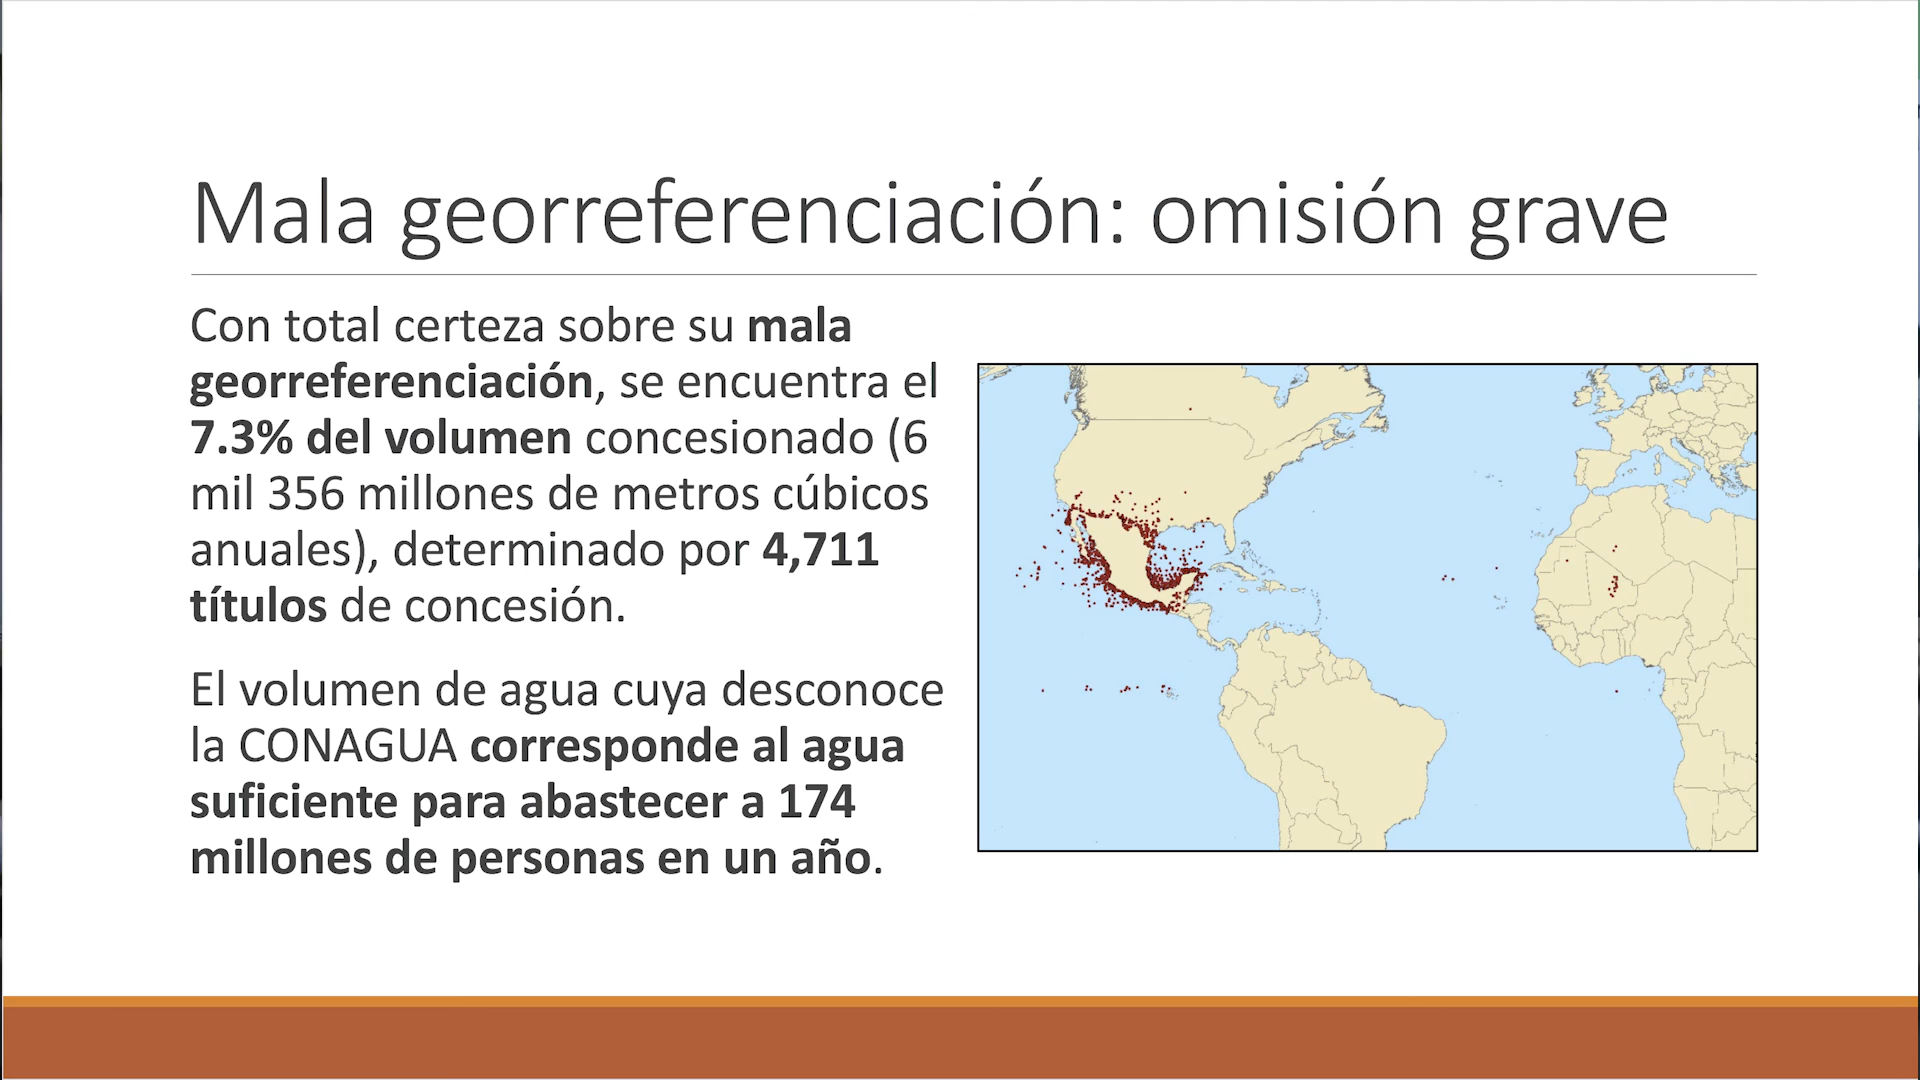 Mala georreferenciación: omisión grave
Con total certeza sobre su mala
georreferenciación, se encuentra el
7.3% del volumen concesionado (6
mil 356 millones de metros cúbicos
anuales), determinado por 4,711
títulos de concesión.
El volumen de agua cuya desconoce
la CONAGUA corresponde al agua
suficiente para abastecer a 174
millones de personas en un año.